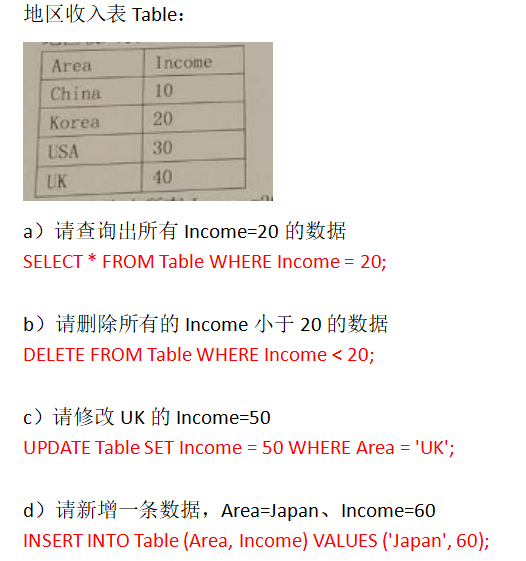 地区收入表 Table：
Area Income
China 10
Korea 20
USA 30
UK 40
a）请查询出所有 Income=20 的数据
SELECT * FROM Table WHERE Income = 20;
b）请删除所有的 Income 小于 20 的数据
DELETE FROM Table WHERE Income < 20;
c）请修改 UK 的 Income=50
UPDATE Table SET Income = 50 WHERE Area = 'UK';
d）请新增一条数据，Area=Japan、Income=60
INSERT INTO Table (Area, Income) VALUES ('Japan', 60);